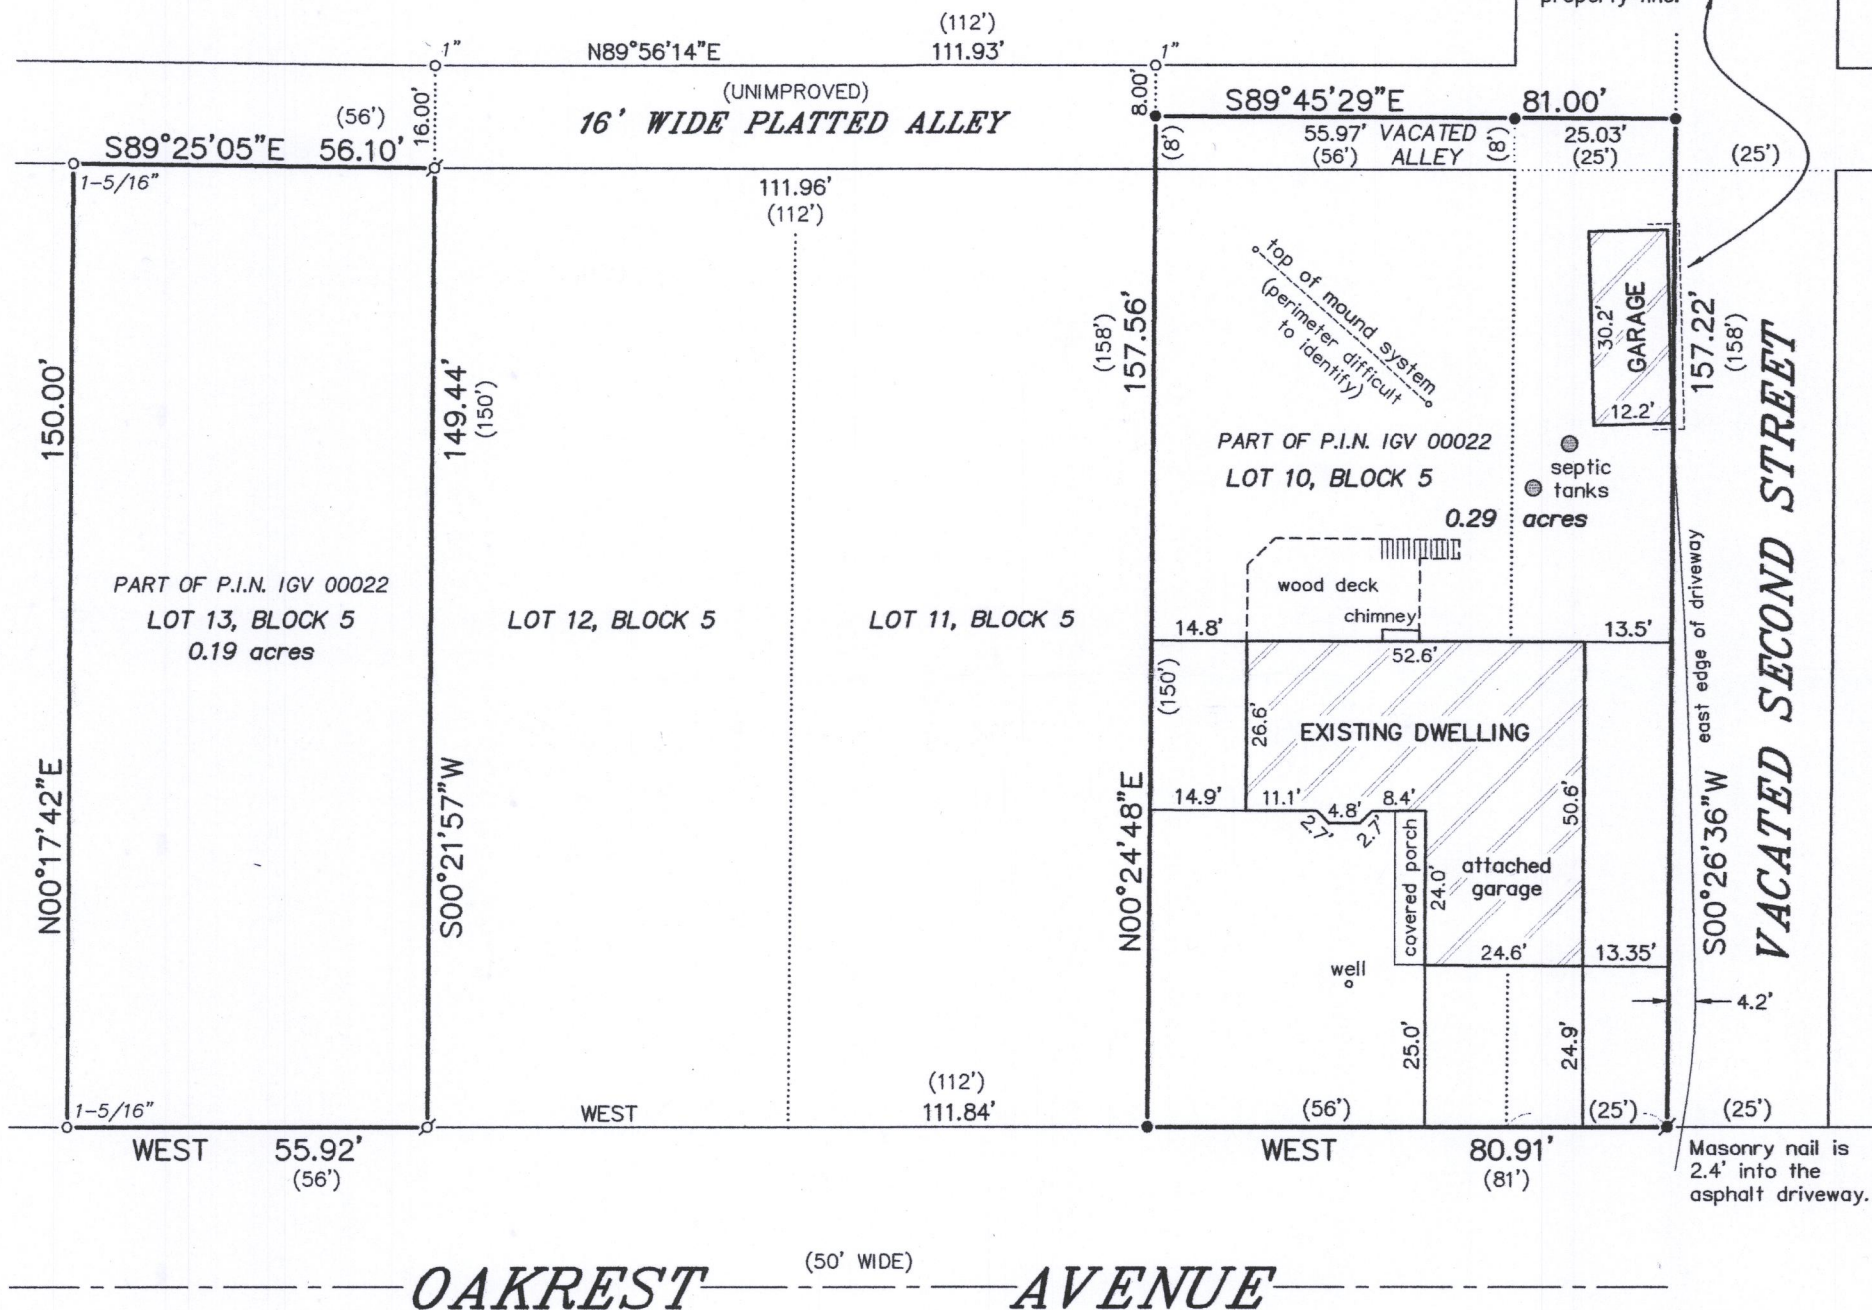 property line.
(112')
1"
N89°56'14"E
111.93'
1"
(UNIMPROVED)
16' WIDE PLATTED ALLEY
16.00'
8.00'
S89°45'29"E
81.00'
(8')
55.97'
(56')
VACATED
ALLEY
(8')
25.03'
(25')
(25')
(56')
S89°25'05"E
56.10'
1-5/16"
111.96'
(112')
top of mound system
(perimeter difficult
to identify)
30.2'
GARAGE
12.2'
157.22'
(158')
(158')
157.56'
150.00'
149.44'
(150')
PART OF P.I.N. IGV 00022
LOT 10, BLOCK 5
0.29 acres
septic
tanks
VACATED SECOND STREET
east edge of driveway
PART OF P.I.N. IGV 00022
LOT 13, BLOCK 5
0.19 acres
LOT 12, BLOCK 5
LOT 11, BLOCK 5
wood deck
chimney
14.8'
52.6'
13.5'
(150')
26.6'
EXISTING DWELLING
50.6'
14.9'
11.1'
2.7'
4.8'
2.7'
8.4'
covered porch
24.0'
attached
garage
24.6'
13.35'
N00°17'42"E
S00°21'57"W
N00°24'48"E
S00°26'36"W
well
4.2'
25.0'
24.9'
1-5/16"
WEST
55.92'
(56')
WEST
(112')
111.84'
(56')
(25')
(25')
WEST
80.91'
(81')
Masonry nail is
2.4' into the
asphalt driveway.
(50' WIDE)
OAKREST AVENUE